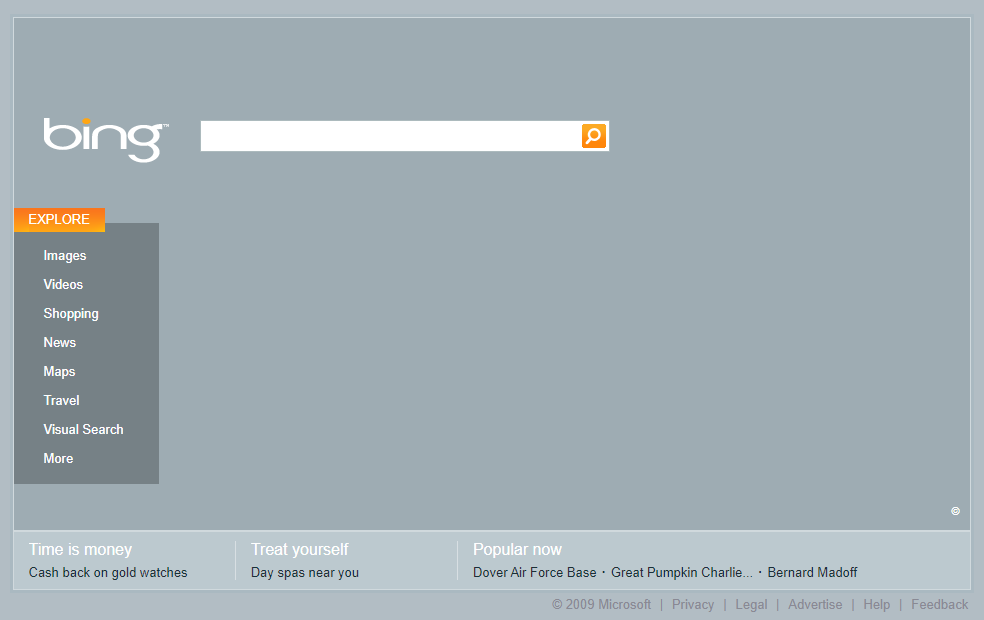 bing™
EXPLORE
Images
Videos
Shopping
News
Maps
Travel
Visual Search
More
©
Time is money
Cash back on gold watches
Treat yourself
Day spas near you
Popular now
Dover Air Force Base · Great Pumpkin Charlie... · Bernard Madoff
© 2009 Microsoft | Privacy | Legal | Advertise | Help | Feedback